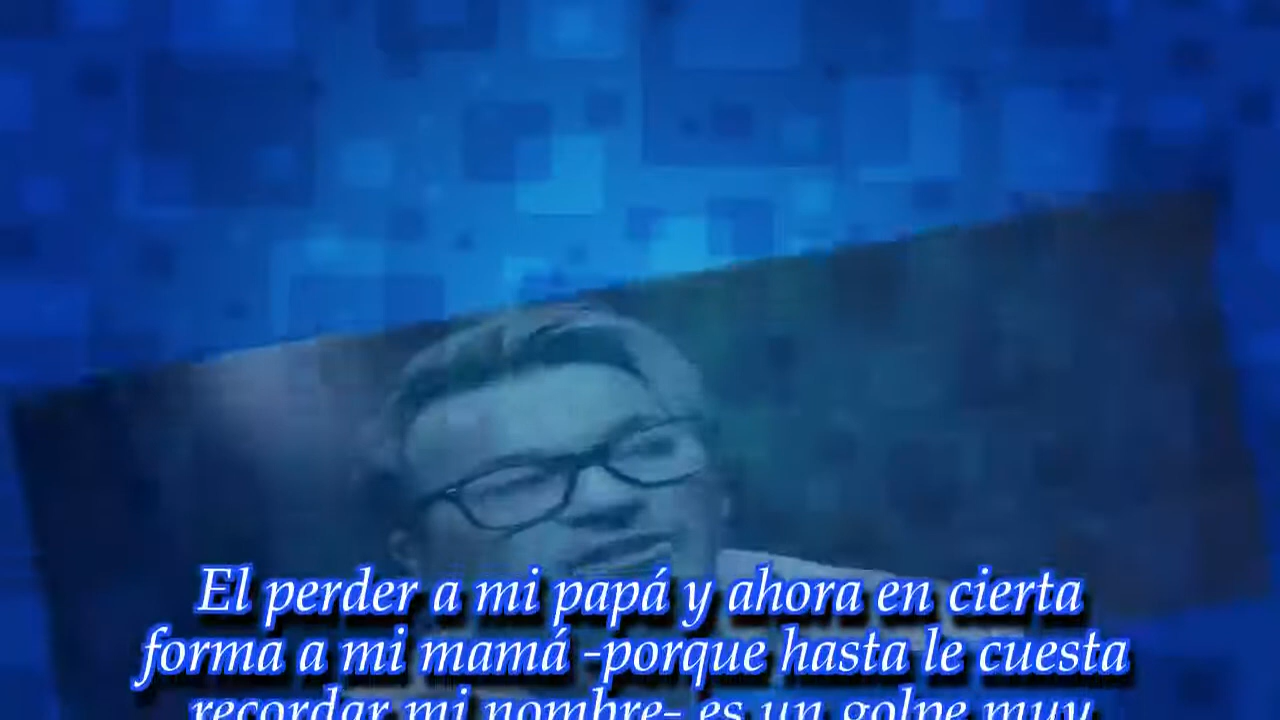 El perder a mi papá y ahora en cierta
forma a mi mamá -porque hasta le cuesta
recordar mi nombre- es un golpe muy